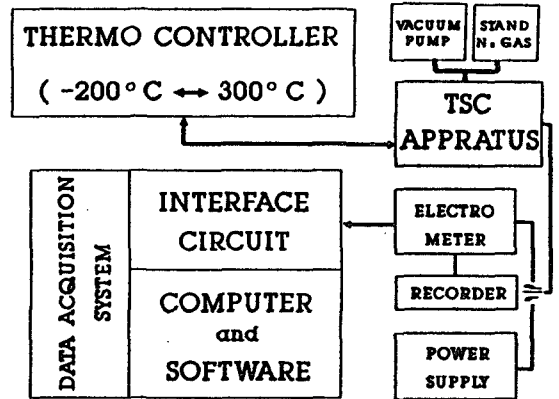 THERMO CONTROLLER
( -200° C ↔ 300° C )
VACUUM
PUMP
STAND
N₂ GAS
TSC
APPRATUS
DATA ACQUISITION
SYSTEM
INTERFACE
CIRCUIT
COMPUTER
and
SOFTWARE
ELECTRO
METER
RECORDER
POWER
SUPPLY